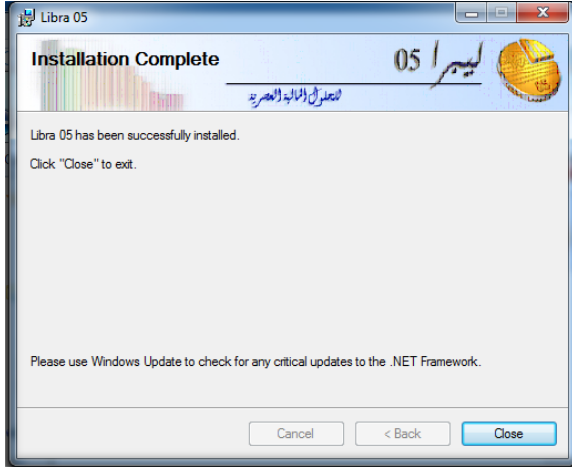 Libra 05
Installation Complete
ليبرا 05
للحلول المالية العصرية
Libra 05 has been successfully installed.
Click "Close" to exit.
Please use Windows Update to check for any critical updates to the .NET Framework.
Cancel
< Back
Close